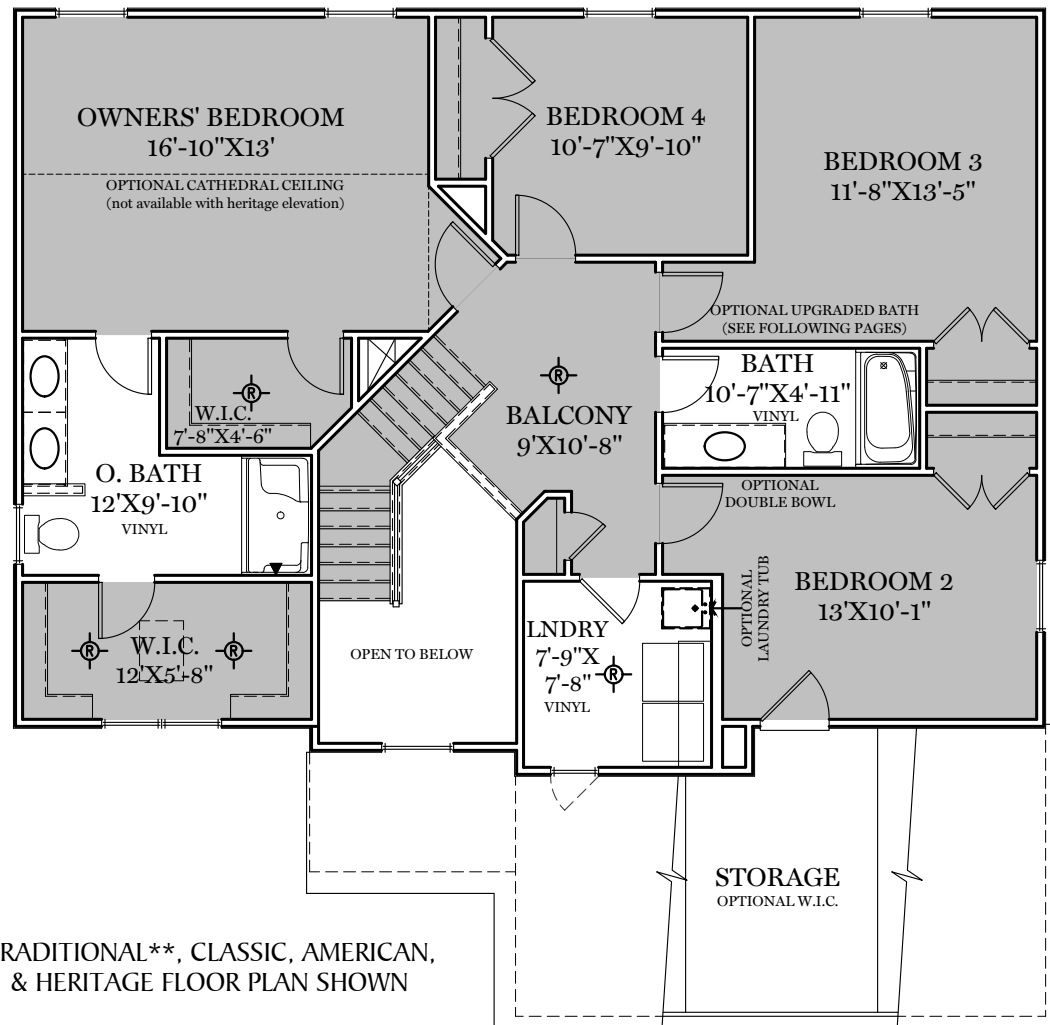 OWNERS' BEDROOM
16'-10"X13'
OPTIONAL CATHEDRAL CEILING
(not available with heritage elevation)
BEDROOM 4
10'-7"X9'-10"
BEDROOM 3
11'-8"X13'-5"
OPTIONAL UPGRADED BATH
(SEE FOLLOWING PAGES)
BATH
10'-7"X4'-11"
VINYL
R
W.I.C.
7'-8"X4'-6"
R
BALCONY
9'X10'-8"
O. BATH
12'X9'-10"
VINYL
OPTIONAL
DOUBLE BOWL
BEDROOM 2
13'X10'-1"
OPTIONAL
LAUNDRY TUB
LNDRY
7'-9"X
7'-8"
VINYL
R
OPEN TO BELOW
R
W.I.C.
12'X5'-8"
R
STORAGE
OPTIONAL W.I.C.
RADITIONAL**, CLASSIC, AMERICAN,
& HERITAGE FLOOR PLAN SHOWN